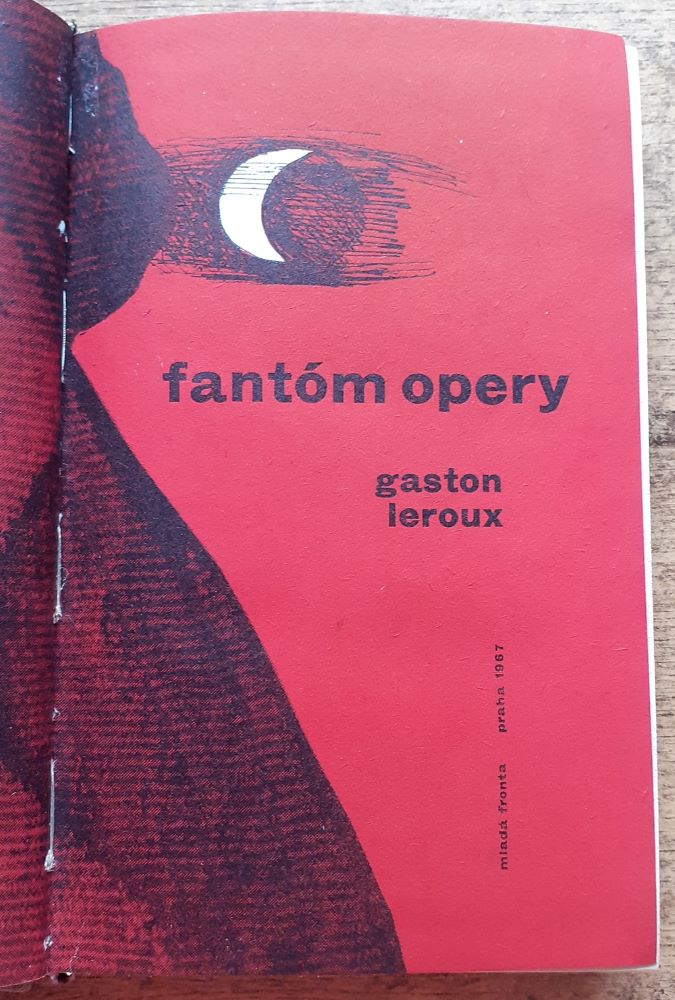 fantóm opery
gaston
leroux
mladá fronta praha 1967